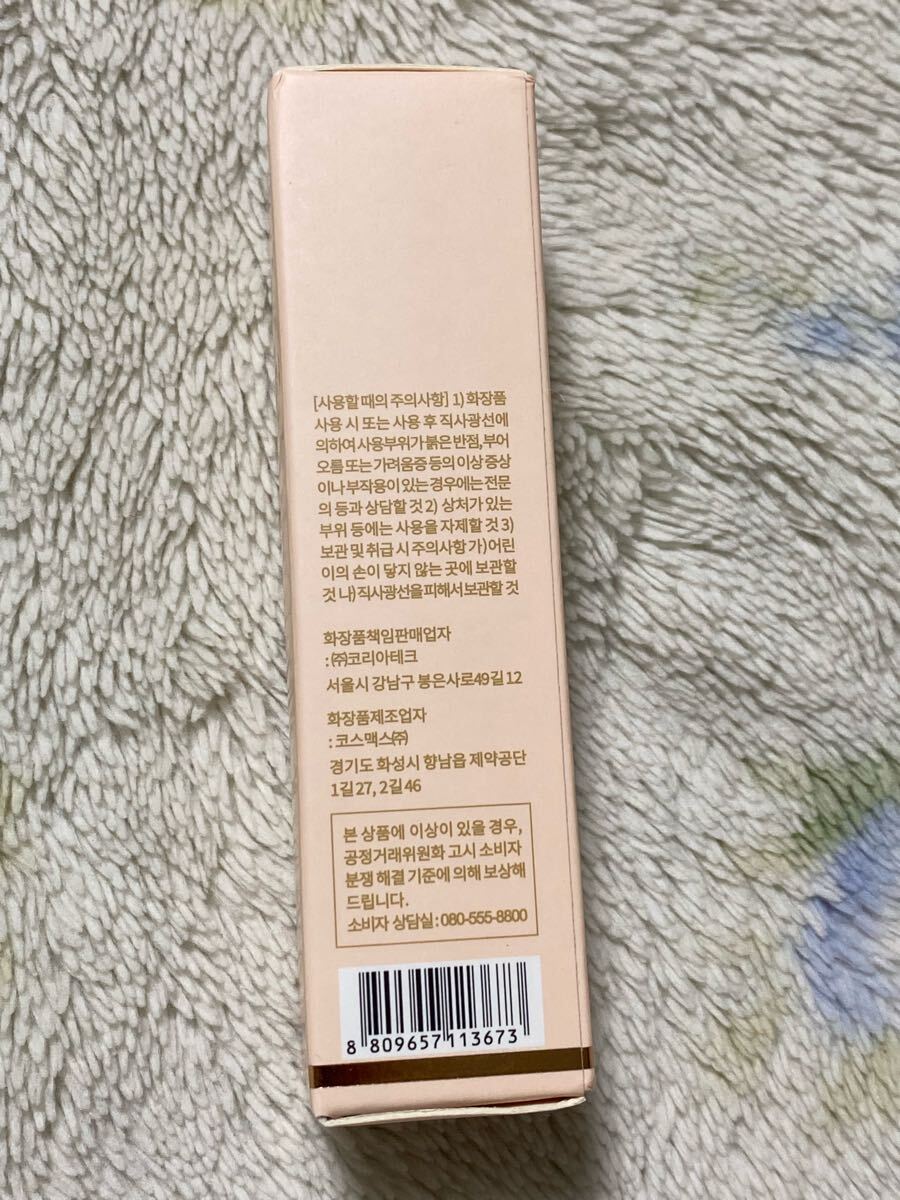 [사용할 때의 주의사항] 1) 화장품
사용 시 또는 사용 후 직사광선에
의하여 사용부위가 붉은 반점, 부어
오름 또는 가려움증 등의 이상 증상
이나 부작용이 있는 경우에는 전문
의 등과 상담할 것 2) 상처가 있는
부위 등에는 사용을 자제할 것 3)
보관 및 취급 시 주의사항 가)어린
이의 손이 닿지 않는 곳에 보관할
것 나)직사광선을 피해서 보관할 것
화장품책임판매업자
: ㈜코리아테크
서울시 강남구 봉은사로49길 12
화장품제조업자
: 코스맥스㈜
경기도 화성시 향남읍 제약공단
1길 27, 2길 46
본 상품에 이상이 있을 경우,
공정거래위원화 고시 소비자
분쟁 해결 기준에 의해 보상해
드립니다.
소비자 상담실 : 080-555-8800
8 809657 113673